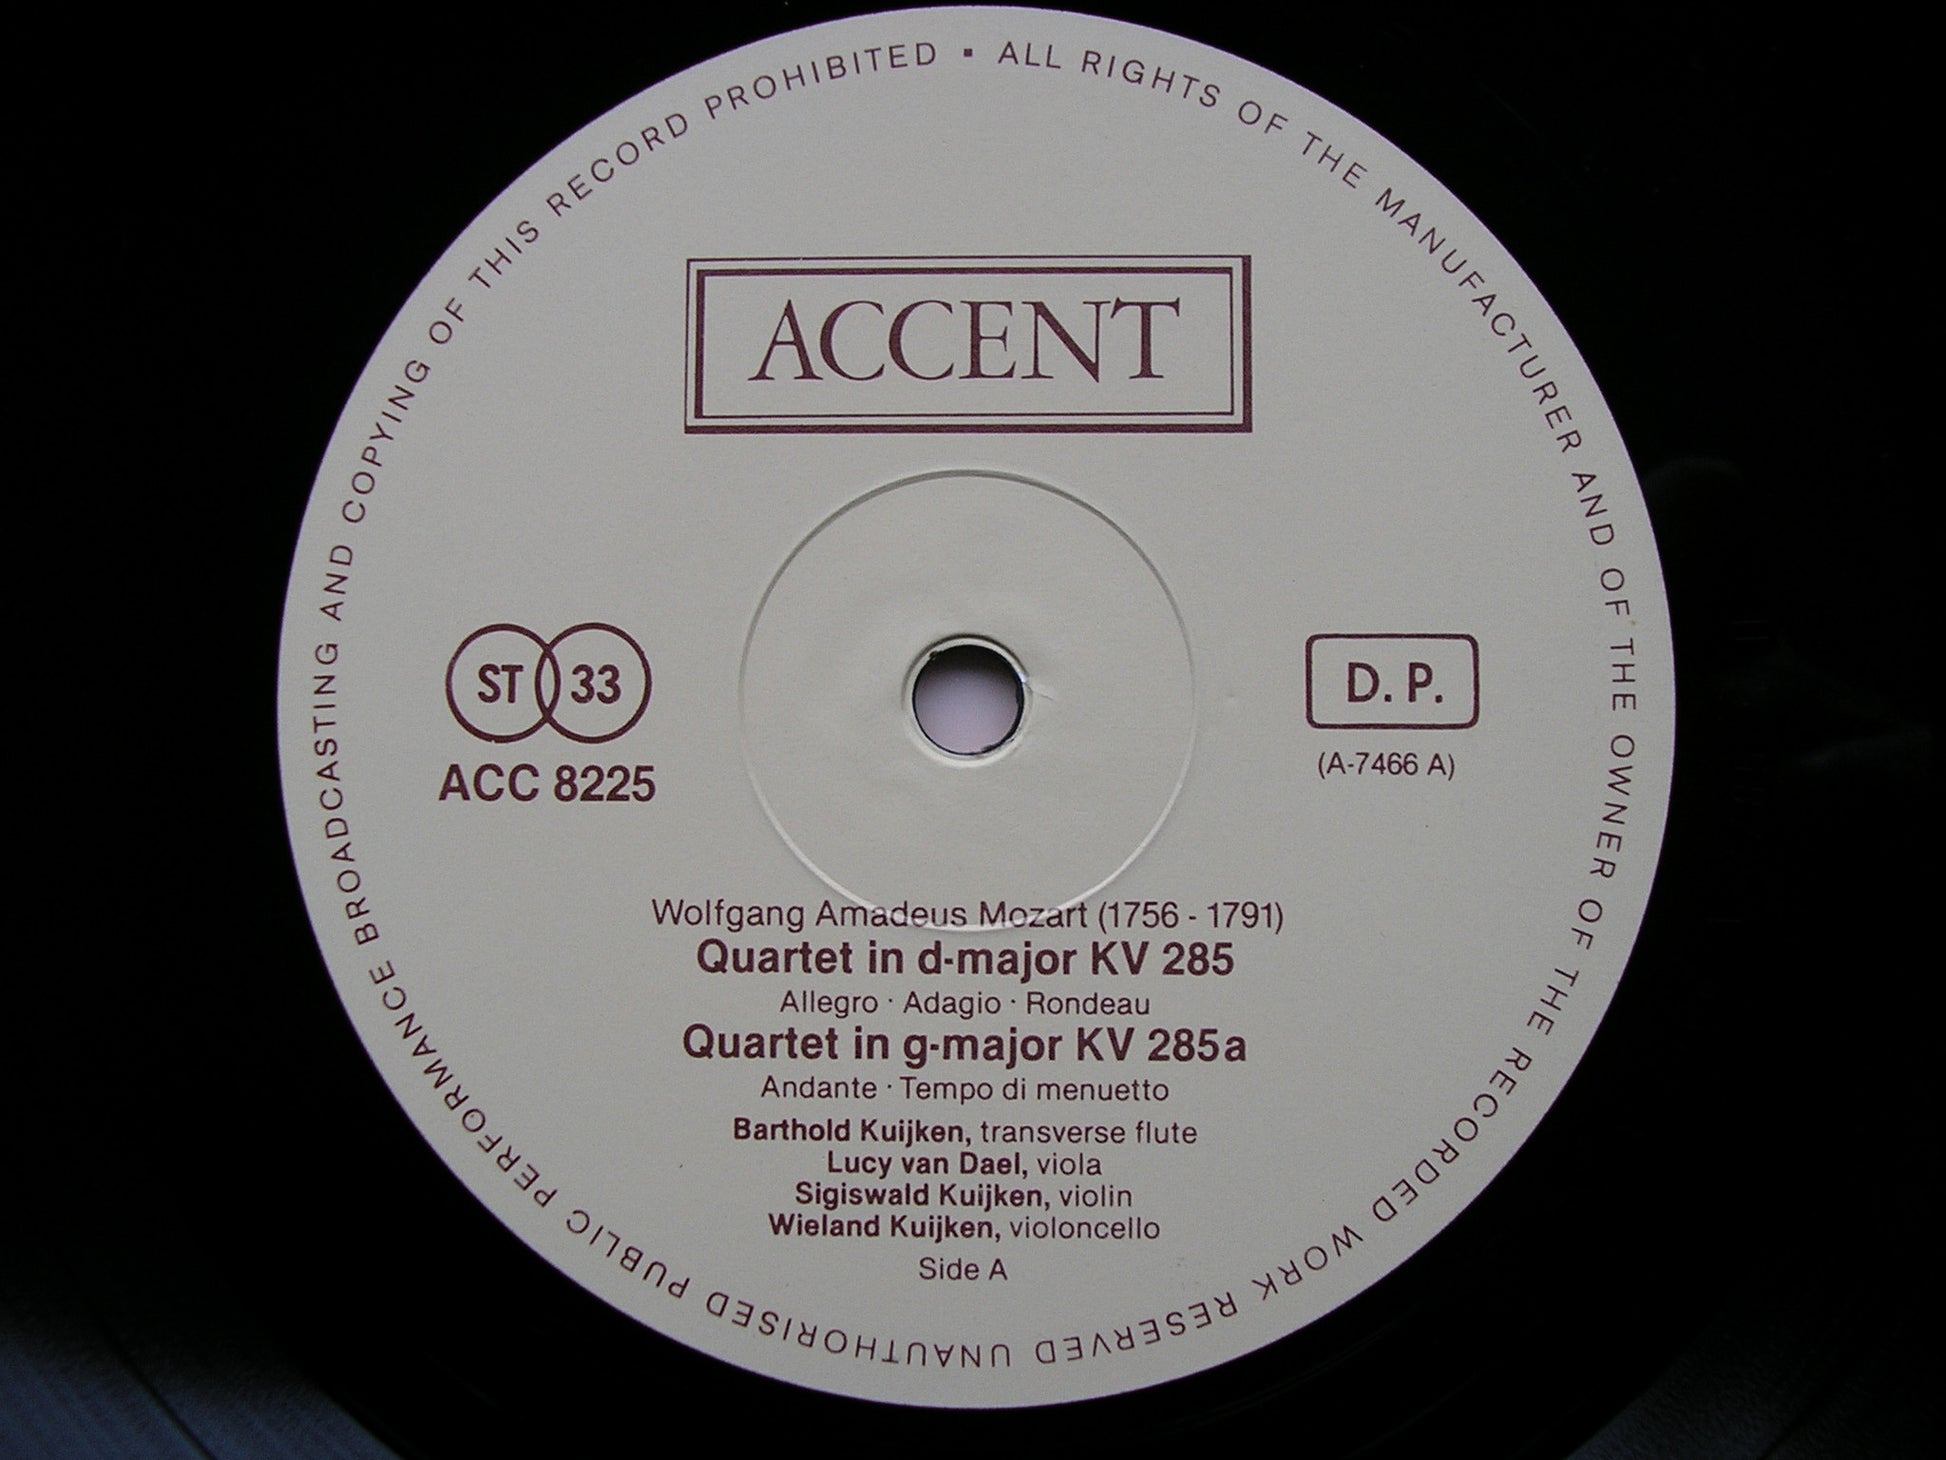 ALL RIGHTS OF THE MANUFACTURER AND OF THE OWNER OF THE RECORDED WORK RESERVED UNAUTHORISED PUBLIC PERFORMANCE BROADCASTING AND COPYING OF THIS RECORD PROHIBITED ▪
ACCENT
ST 33
D. P.
ACC 8225
(A-7466 A)
Wolfgang Amadeus Mozart (1756 - 1791)
Quartet in d-major KV 285
Allegro · Adagio · Rondeau
Quartet in g-major KV 285a
Andante · Tempo di menuetto
Barthold Kuijken, transverse flute
Lucy van Dael, viola
Sigiswald Kuijken, violin
Wieland Kuijken, violoncello
Side A